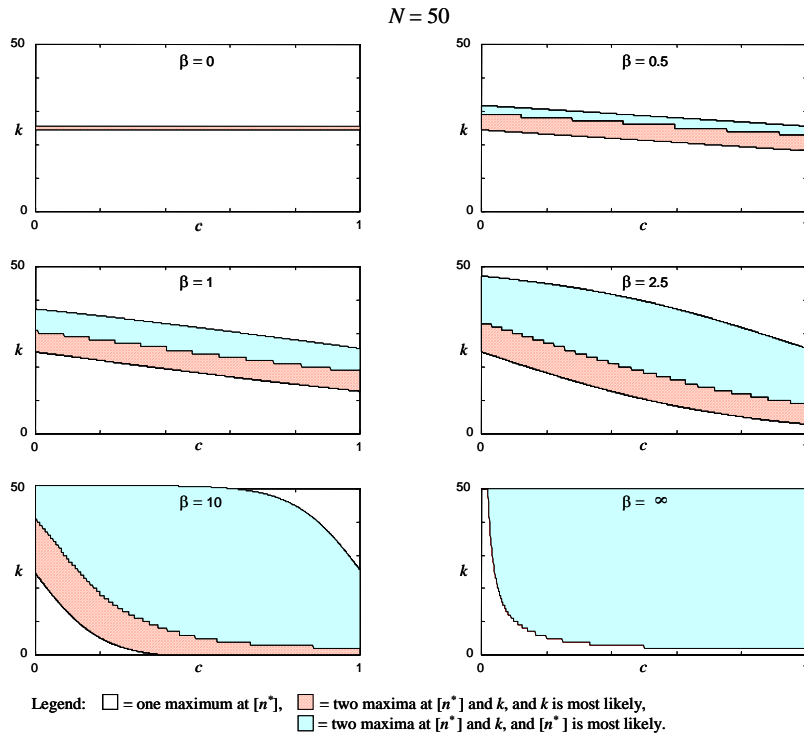 N = 50
50
β = 0
k
0
0
c
1
50
β = 0.5
k
0
0
c
1
50
β = 1
k
0
0
c
1
50
β = 2.5
k
0
0
c
1
50
β = 10
k
0
0
c
1
50
β = ∞
k
0
0
c
1
Legend: = one maximum at [n*], = two maxima at [n*] and k, and k is most likely,
= two maxima at [n*] and k, and [n*] is most likely.